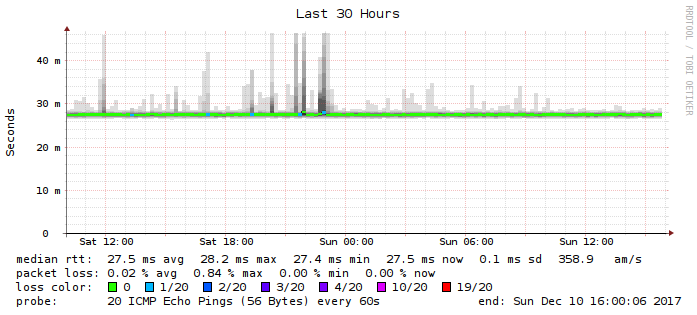 Last 30 Hours
RRDTOOL / TOBI OETIKER
Seconds
40 m
30 m
20 m
10 m
0
Sat 12:00 Sat 18:00 Sun 00:00 Sun 06:00 Sun 12:00
median rtt: 27.5 ms avg 28.2 ms max 27.4 ms min 27.5 ms now 0.1 ms sd 358.9 am/s
packet loss: 0.02 % avg 0.84 % max 0.00 % min 0.00 % now
loss color: 0 1/20 2/20 3/20 4/20 10/20 19/20
probe: 20 ICMP Echo Pings (56 Bytes) every 60s end: Sun Dec 10 16:00:06 2017